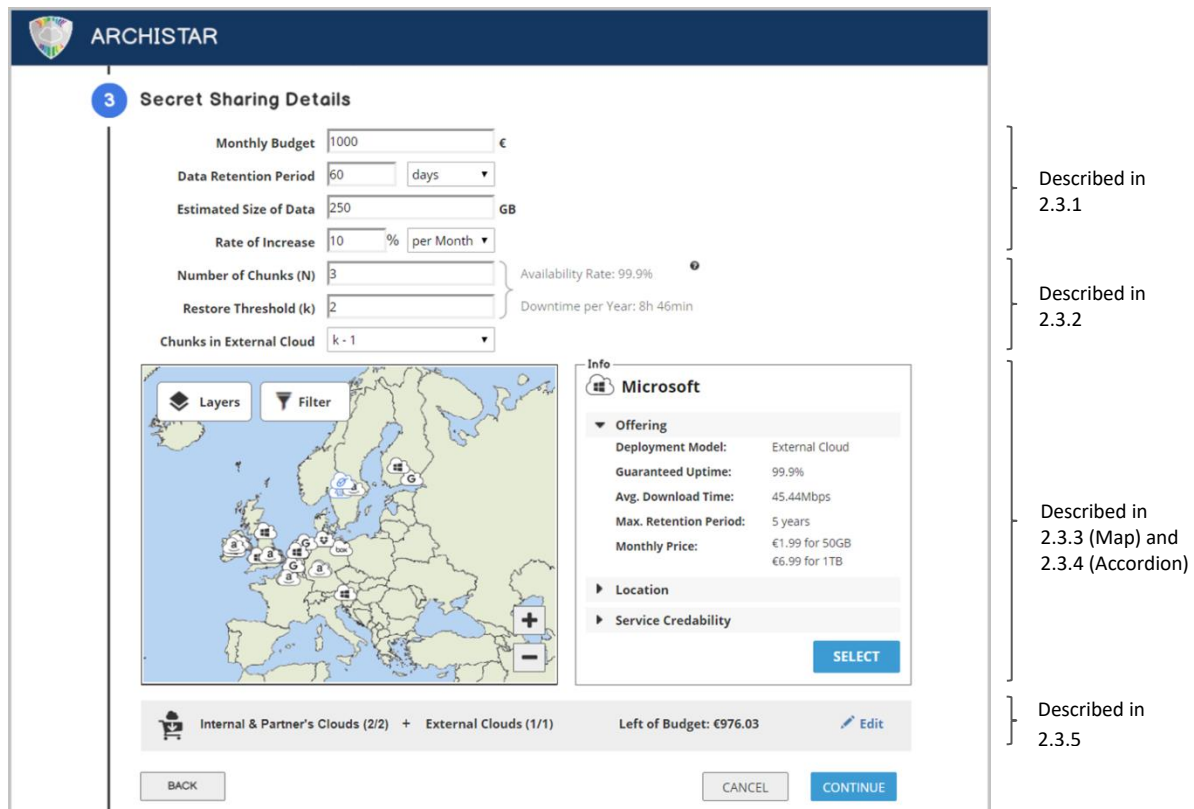 ARCHISTAR
3 Secret Sharing Details
Monthly Budget 1000 €
Data Retention Period 60 days
Estimated Size of Data 250 GB
Rate of Increase 10 % per Month
Number of Chunks (N) 3 Availability Rate: 99.9%
Restore Threshold (k) 2 Downtime per Year: 8h 46min
Chunks in External Cloud k - 1
Described in
2.3.1
Described in
2.3.2
Layers Filter
G
a
a
G
a
G
a
a
box
Info
Microsoft
Offering
Deployment Model: External Cloud
Guaranteed Uptime: 99.9%
Avg. Download Time: 45.44Mbps
Max. Retention Period: 5 years
Monthly Price: €1.99 for 50GB
€6.99 for 1TB
Location
Service Credability
SELECT
+
−
Described in
2.3.3 (Map) and
2.3.4 (Accordion)
Internal & Partner's Clouds (2/2) + External Clouds (1/1) Left of Budget: €976.03 Edit
Described in
2.3.5
BACK CANCEL CONTINUE